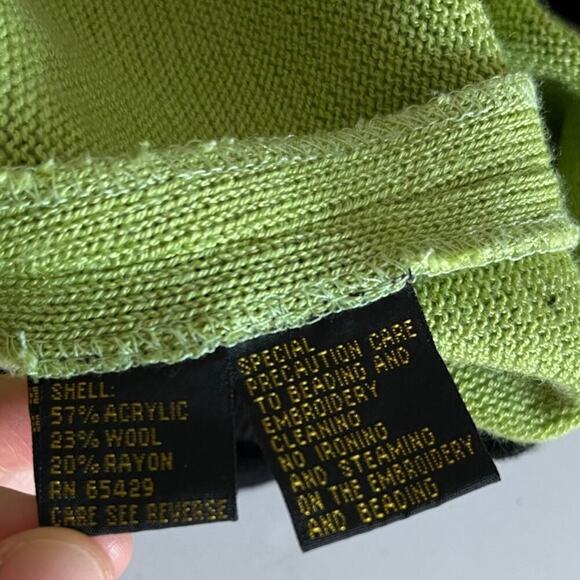 SHELL:
57% ACRYLIC
23% WOOL
20% RAYON
RN 65429
CARE SEE REVERSE
SPECIAL
PRECAUTION CARE
TO BEADING AND
EMBROIDERY
CLEANING
NO IRONING
AND STEAMING
ON THE EMBROIDERY
AND BEADING